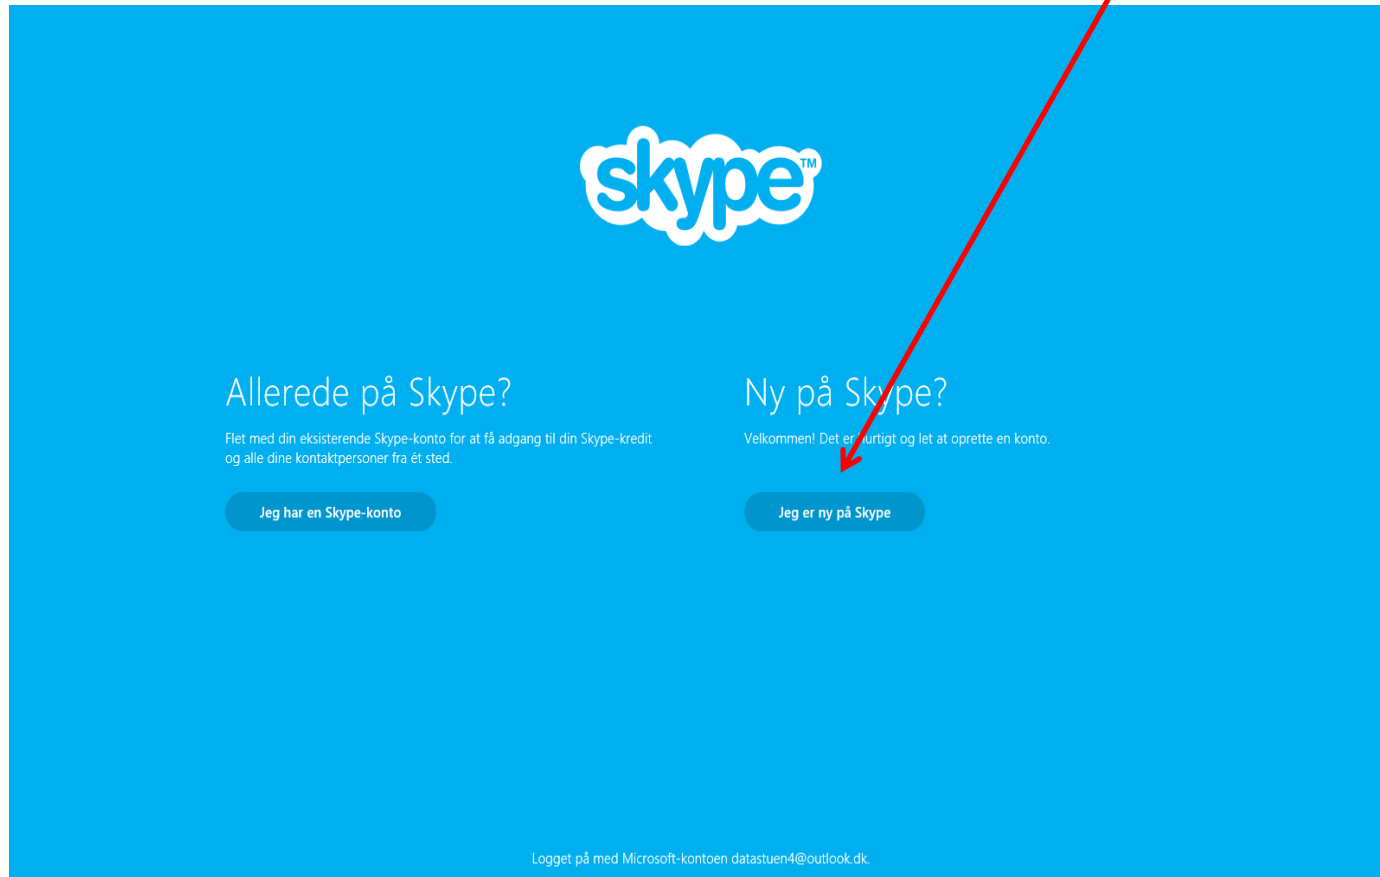 skype™
Allerede på Skype?
Flet med din eksisterende Skype-konto for at få adgang til din Skype-kredit
og alle dine kontaktpersoner fra ét sted.
Jeg har en Skype-konto
Ny på Skype?
Velkommen! Det er hurtigt og let at oprette en konto.
Jeg er ny på Skype
Logget på med Microsoft-kontoen datastuen4@outlook.dk.